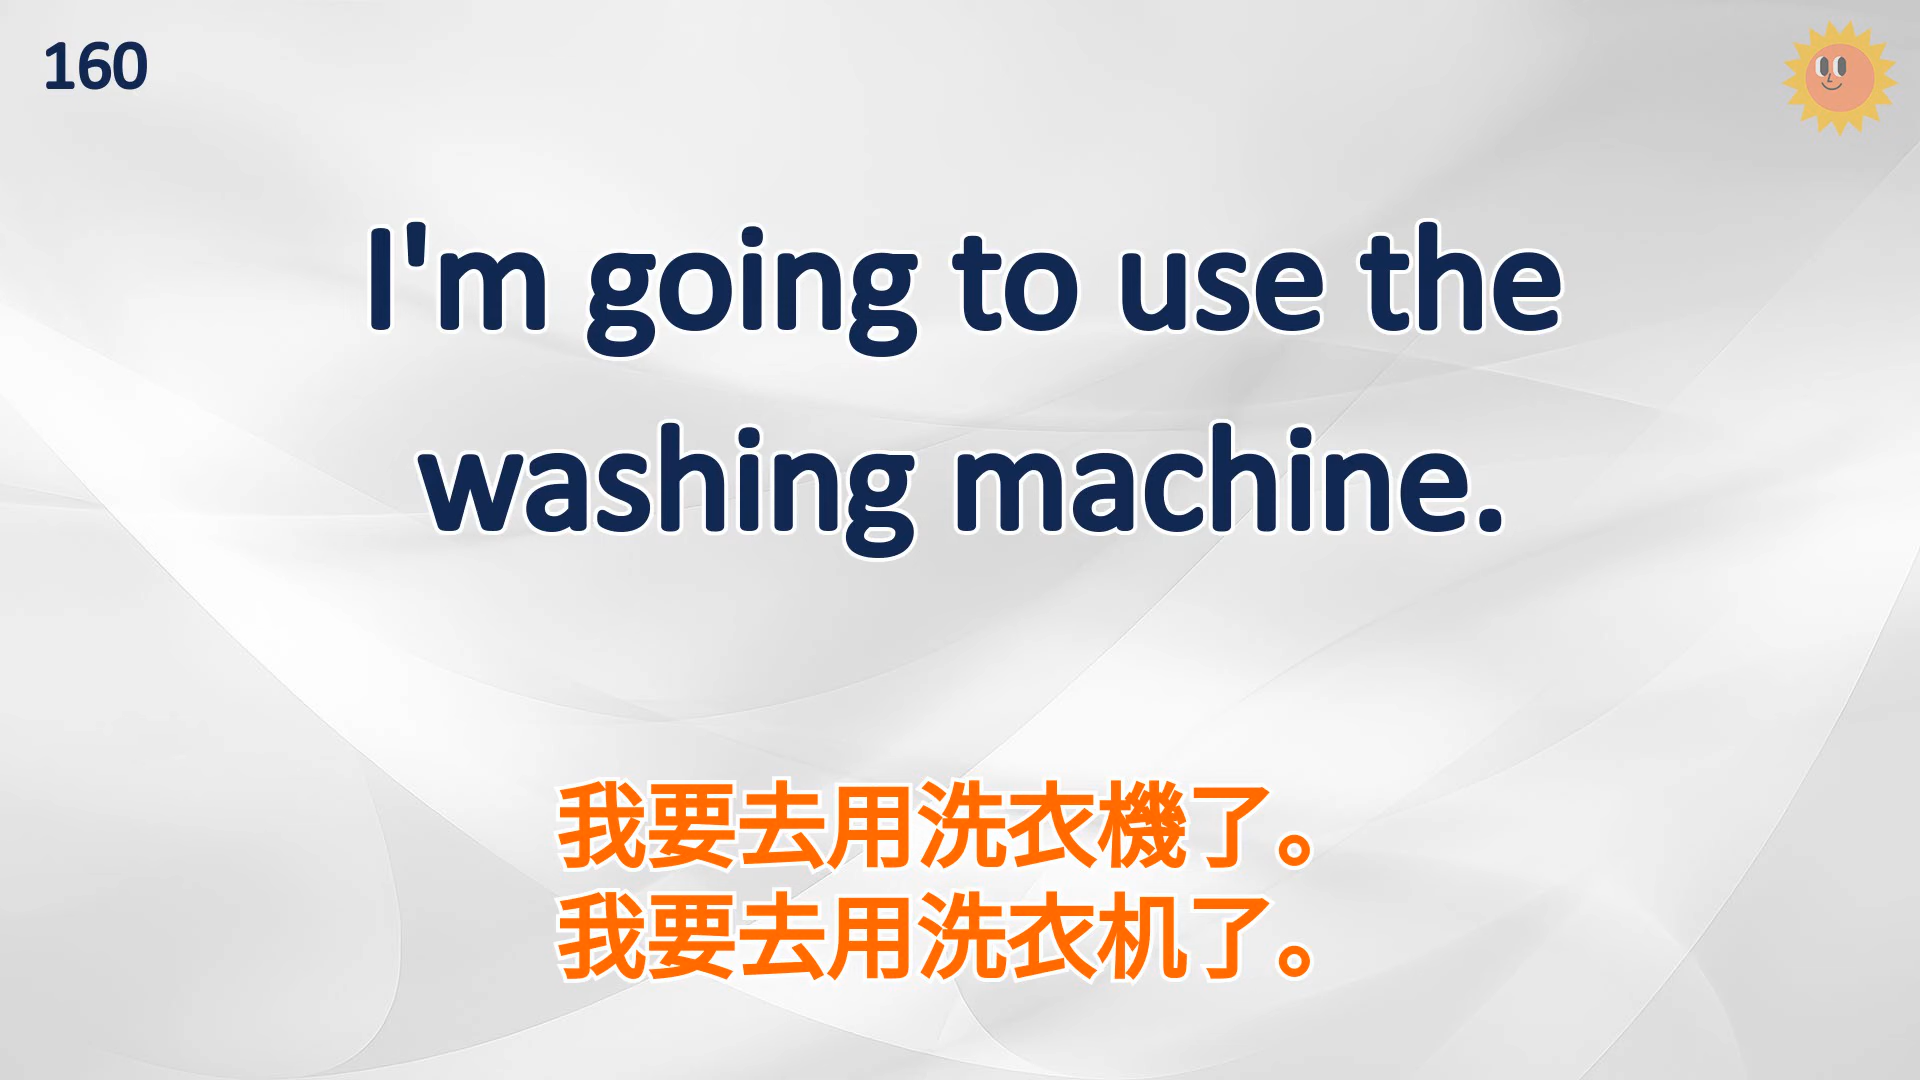 160
I'm going to use the
washing machine.
我要去用洗衣機了。
我要去用洗衣机了。